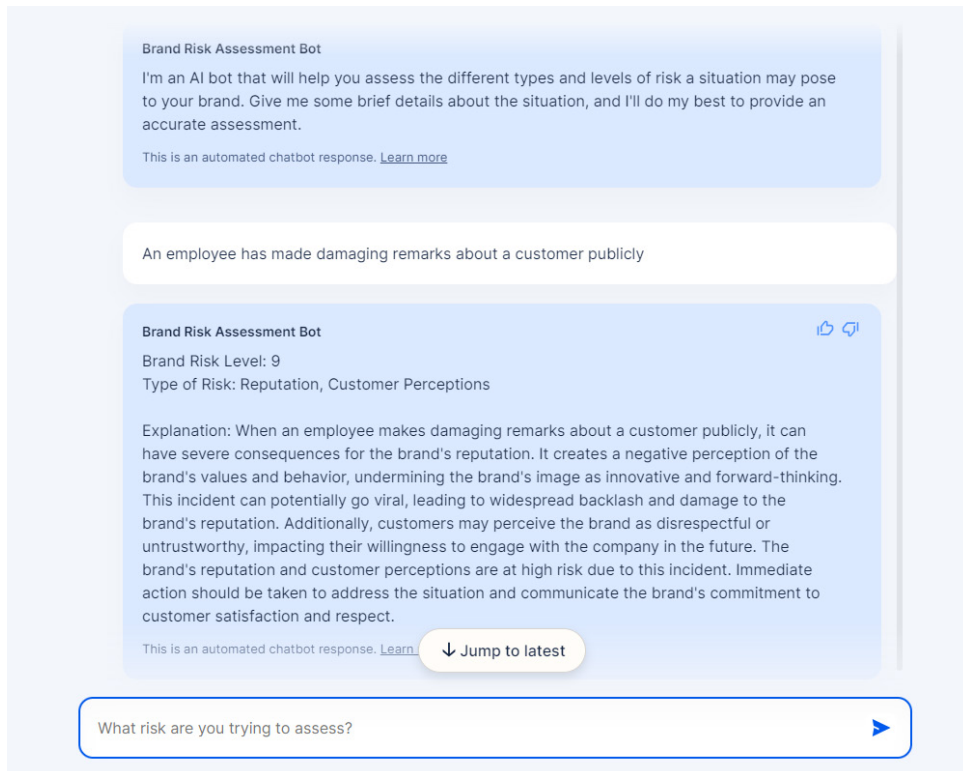 Brand Risk Assessment Bot
I'm an AI bot that will help you assess the different types and levels of risk a situation may pose
to your brand. Give me some brief details about the situation, and I'll do my best to provide an
accurate assessment.
This is an automated chatbot response. Learn more
An employee has made damaging remarks about a customer publicly
Brand Risk Assessment Bot
Brand Risk Level: 9
Type of Risk: Reputation, Customer Perceptions
Explanation: When an employee makes damaging remarks about a customer publicly, it can
have severe consequences for the brand's reputation. It creates a negative perception of the
brand's values and behavior, undermining the brand's image as innovative and forward-thinking.
This incident can potentially go viral, leading to widespread backlash and damage to the
brand's reputation. Additionally, customers may perceive the brand as disrespectful or
untrustworthy, impacting their willingness to engage with the company in the future. The
brand's reputation and customer perceptions are at high risk due to this incident. Immediate
action should be taken to address the situation and communicate the brand's commitment to
customer satisfaction and respect.
This is an automated chatbot response. Learn
Jump to latest
What risk are you trying to assess?